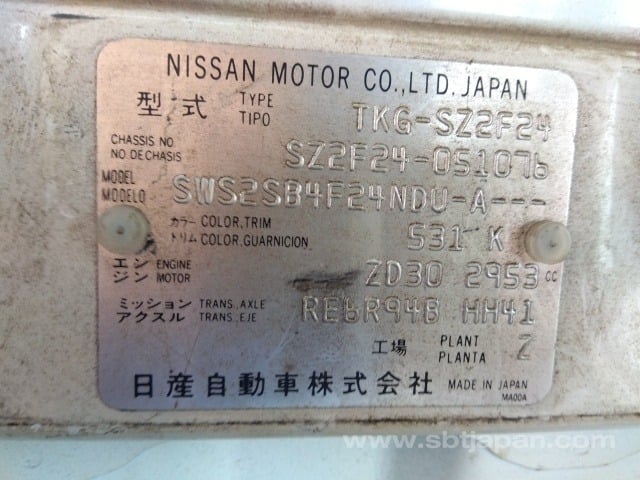 NISSAN MOTOR CO.,LTD. JAPAN
型式 TYPE TIPO TKG-SZ2F24
CHASSIS NO NO DE CHASIS SZ2F24-051076
MODEL MODELO SWS2SB4F24NDU-A---
カラー COLOR,TRIM
トリム COLOR,GUARNICION 531 K
エンジン ENGINE MOTOR ZD30 2953cc
ミッション TRANS,AXLE
アクスル TRANS,EJE RE6R94B HH41
工場 PLANT PLANTA Z
日産自動車株式会社 MADE IN JAPAN
MA00A
www.sbtjapan.com